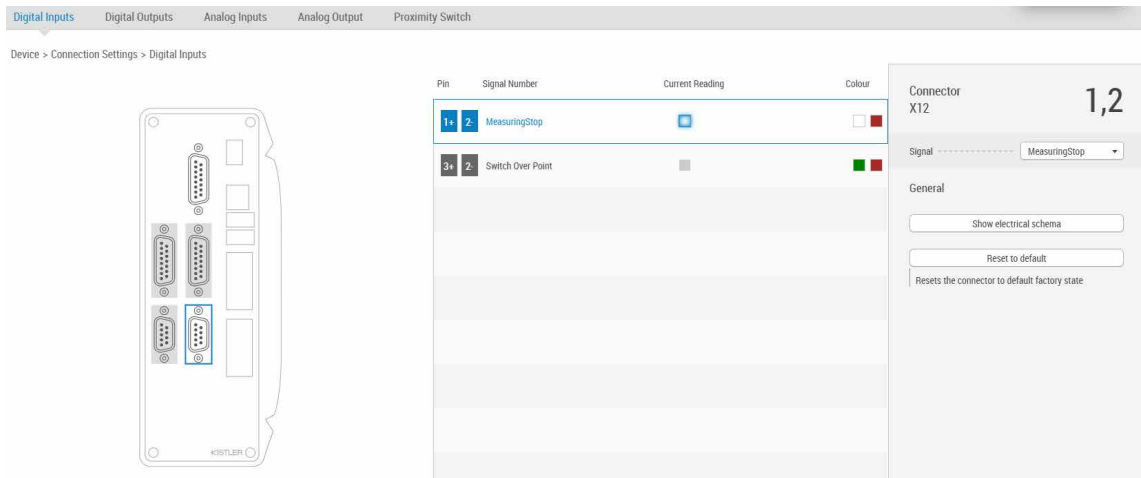 Digital Inputs Digital Outputs Analog Inputs Analog Output Proximity Switch
Device > Connection Settings > Digital Inputs
Pin Signal Number Current Reading Colour
1+ 2- MeasuringStop
3+ 2- Switch Over Point
KISTLER
Connector
X12
1,2
Signal MeasuringStop
General
Show electrical schema
Reset to default
Resets the connector to default factory state